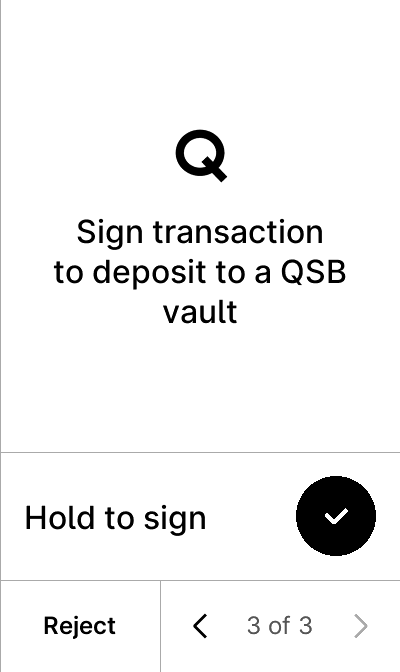 Q
Sign transaction
to deposit to a QSB
vault
Hold to sign
Reject
3 of 3